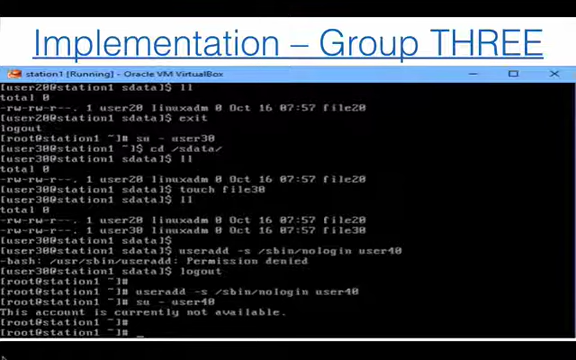 Implementation – Group THREE
station1 [Running] - Oracle VM VirtualBox
[user20@station1 sdata]$ ll
total 0
-rw-rw-r--. 1 user20 linuxadm 0 Oct 16 07:57 file20
[user20@station1 sdata]$ exit
logout
[root@station1 ~]# su - user30
[user30@station1 ~]$ cd /sdata/
[user30@station1 sdata]$ ll
total 0
-rw-rw-r--. 1 user20 linuxadm 0 Oct 16 07:57 file20
[user30@station1 sdata]$ touch file30
[user30@station1 sdata]$ ll
total 0
-rw-rw-r--. 1 user20 linuxadm 0 Oct 16 07:57 file20
-rw-rw-r--. 1 user30 linuxadm 0 Oct 16 07:57 file30
[user30@station1 sdata]$
[user30@station1 sdata]$ useradd -s /sbin/nologin user40
-bash: /usr/sbin/useradd: Permission denied
[user30@station1 sdata]$ logout
[root@station1 ~]#
[root@station1 ~]# useradd -s /sbin/nologin user40
[root@station1 ~]# su - user40
This account is currently not available.
[root@station1 ~]#
[root@station1 ~]# _